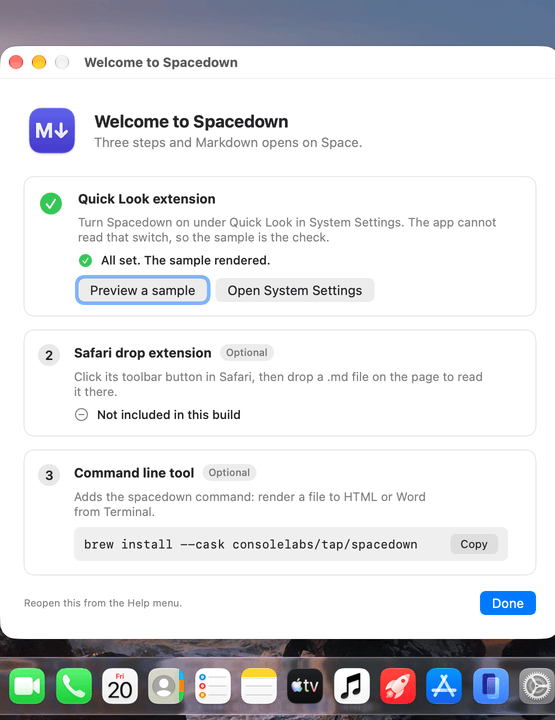 Welcome to Spacedown
M↓
Welcome to Spacedown
Three steps and Markdown opens on Space.
Quick Look extension
Turn Spacedown on under Quick Look in System Settings. The app cannot
read that switch, so the sample is the check.
All set. The sample rendered.
Preview a sample
Open System Settings
2
Safari drop extension
Optional
Click its toolbar button in Safari, then drop a .md file on the page to read
it there.
Not included in this build
3
Command line tool
Optional
Adds the spacedown command: render a file to HTML or Word
from Terminal.
brew install --cask consolelabs/tap/spacedown
Copy
Reopen this from the Help menu.
Done
Fri
20
tv